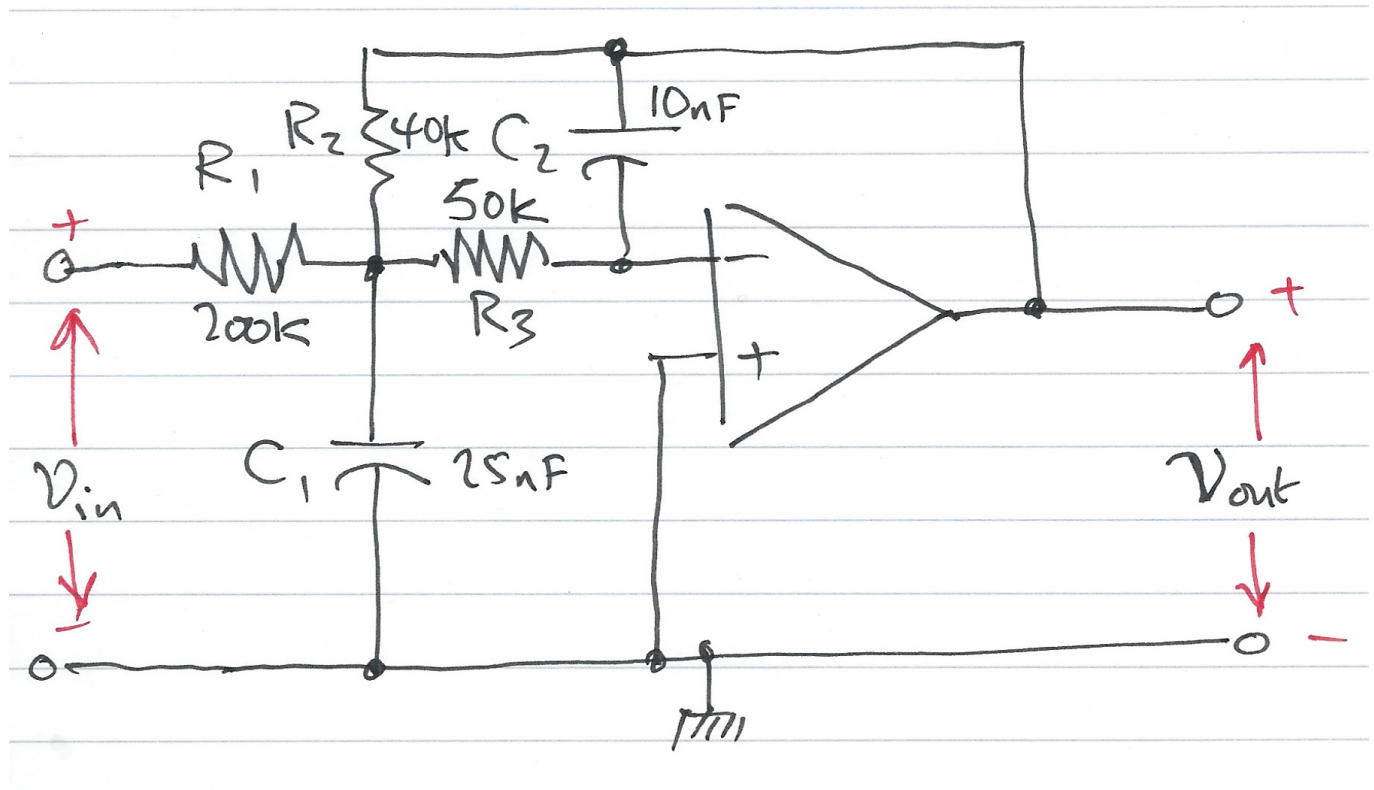 10nF
R2 40k C2
R1
50k
+
200k
R3
−
+
+
C1 25nF
Vin
Vout
−
−